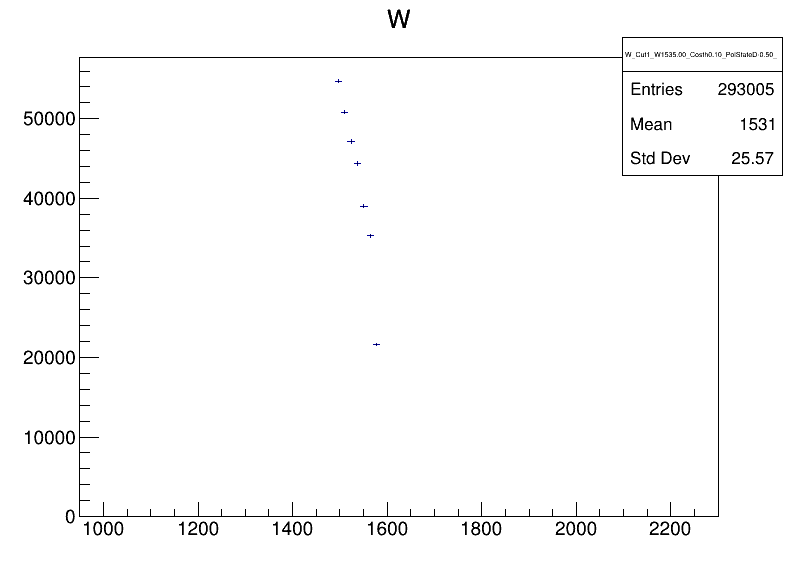 W
W_Cut1_W1535.00_Costh0.10_PolStateD-0.50_
Entries 293005
Mean 1531
Std Dev 25.57
50000
40000
30000
20000
10000
0
1000 1200 1400 1600 1800 2000 2200